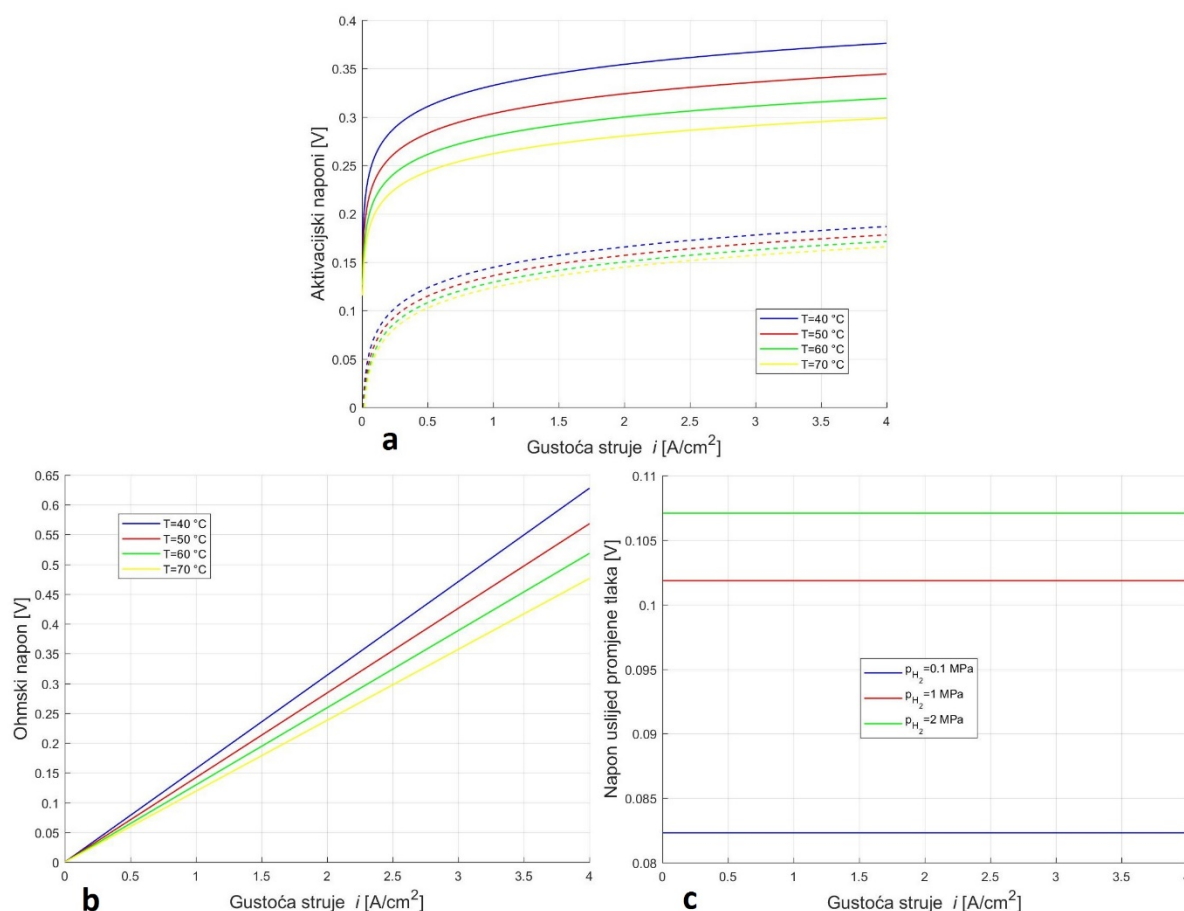 0.4
0.35
0.3
0.25
0.2
0.15
0.1
0.05
0
Aktivacijski naponi [V]
T=40 °C
T=50 °C
T=60 °C
T=70 °C
0 0.5 1 1.5 2 2.5 3 3.5 4
a Gustoća struje i [A/cm²]
0.65
0.6
0.55
0.5
0.45
0.4
0.35
0.3
0.25
0.2
0.15
0.1
0.05
0
Ohmski napon [V]
T=40 °C
T=50 °C
T=60 °C
T=70 °C
0 0.5 1 1.5 2 2.5 3 3.5 4
b Gustoća struje i [A/cm²]
0.11
0.105
0.1
0.095
0.09
0.085
0.08
Napon uslijed promjene tlaka [V]
p_H₂=0.1 MPa
p_H₂=1 MPa
p_H₂=2 MPa
0 0.5 1 1.5 2 2.5 3 3.5 4
c Gustoća struje i [A/cm²]